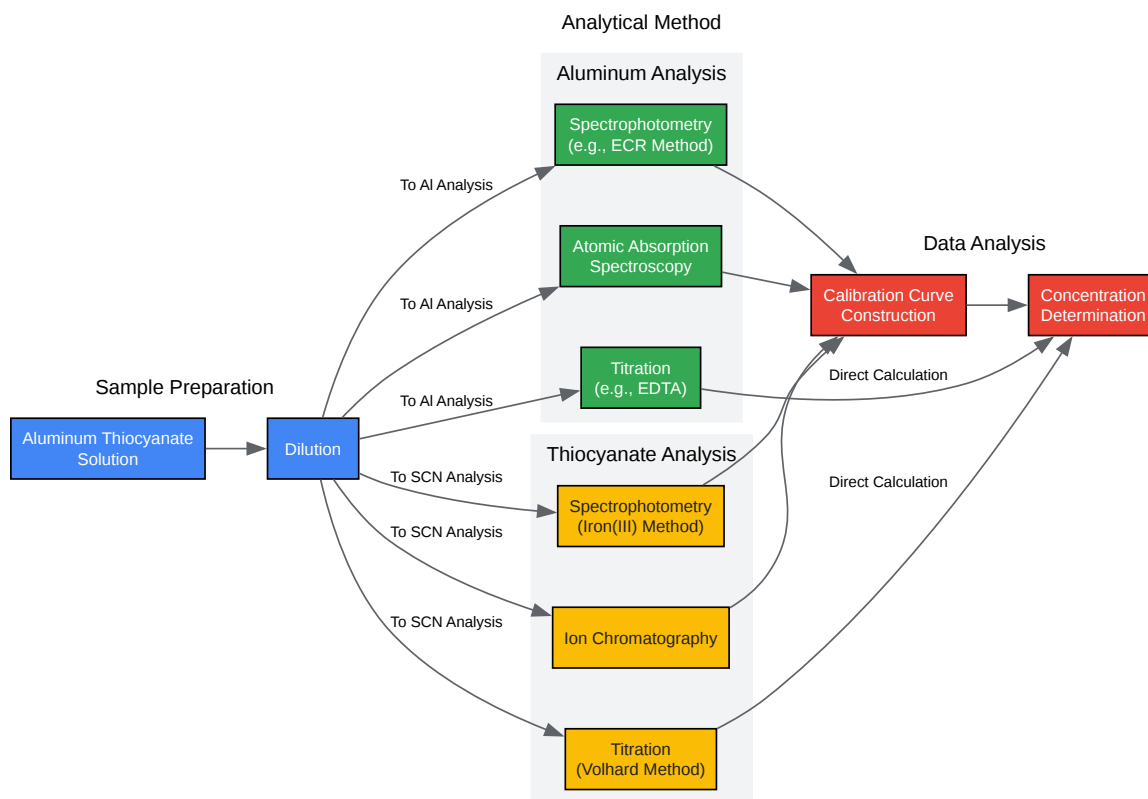 Analytical Method
Aluminum Analysis
Spectrophotometry
(e.g., ECR Method)
To Al Analysis
Atomic Absorption
Spectroscopy
Data Analysis
To Al Analysis
Calibration Curve
Construction
Concentration
Determination
Titration
(e.g., EDTA)
Direct Calculation
Sample Preparation
To Al Analysis
Aluminum Thiocyanate
Solution
Dilution
Thiocyanate Analysis
To SCN Analysis
Direct Calculation
Spectrophotometry
(Iron(III) Method)
To SCN Analysis
Ion Chromatography
To SCN Analysis
Titration
(Volhard Method)